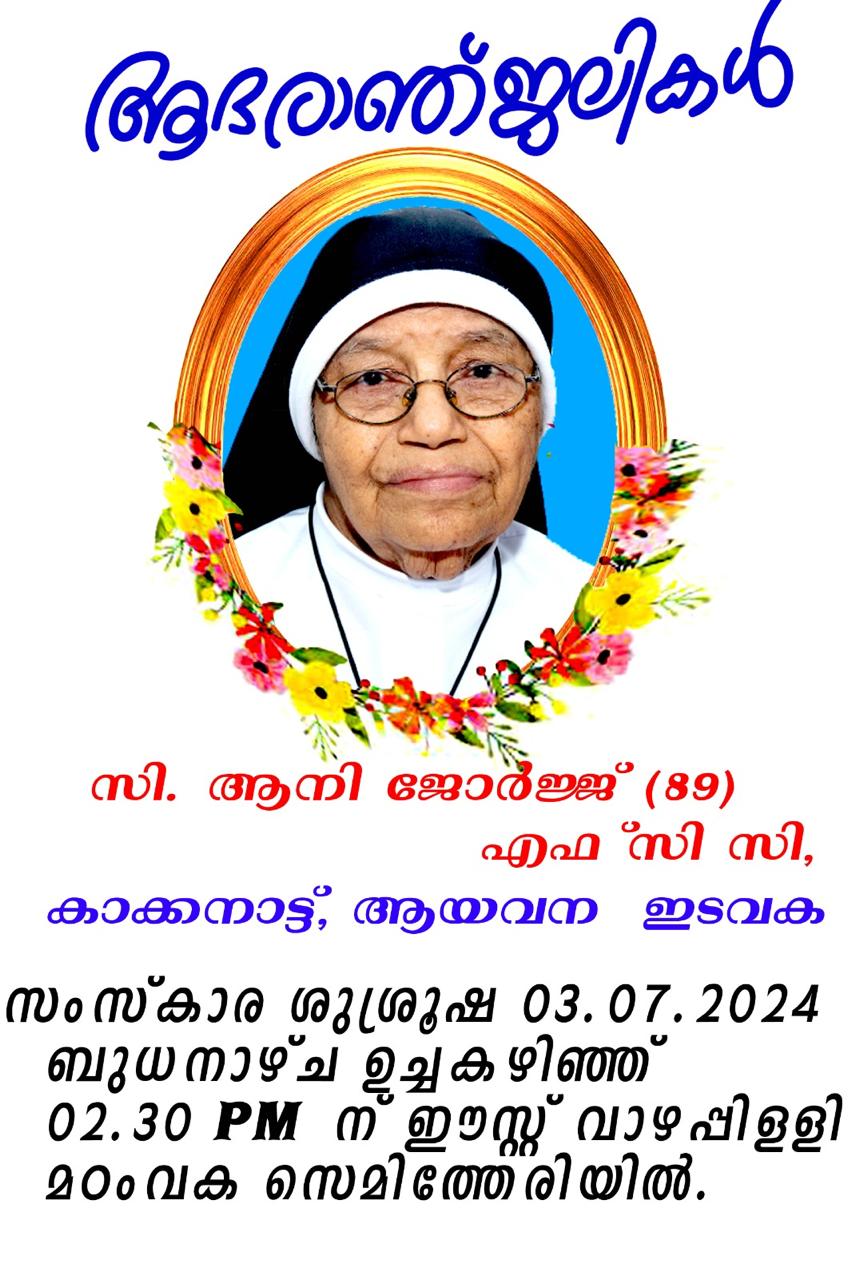 ആദരാഞ്ജലികൾ
സി. ആനി ജോർജ്ജ് (89)
എഫ് സി സി,
കാക്കനാട്ട്, ആയവന ഇടവക
സംസ്കാര ശുശ്രൂഷ 03.07.2024
ബുധനാഴ്ച ഉച്ചകഴിഞ്ഞ്
02.30 PM ന് ഈസ്റ്റ് വാഴപ്പിളളി
മഠംവക സെമിത്തേരിയിൽ.